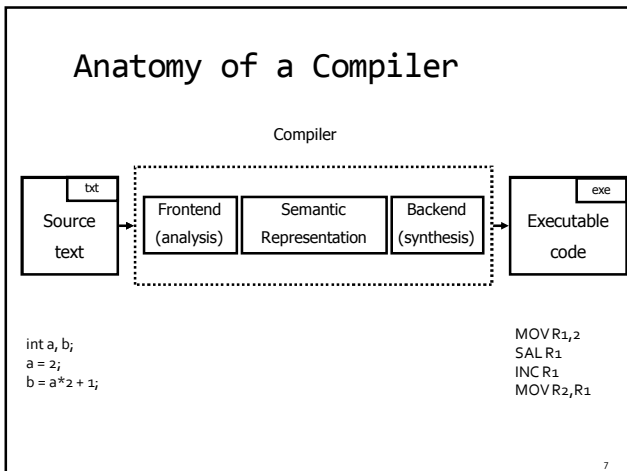 Anatomy of a Compiler
Compiler
txt
Source
text
Frontend
(analysis)
Semantic
Representation
Backend
(synthesis)
exe
Executable
code
int a, b;
a = 2;
b = a*2 + 1;
MOV R1,2
SAL R1
INC R1
MOV R2,R1
7